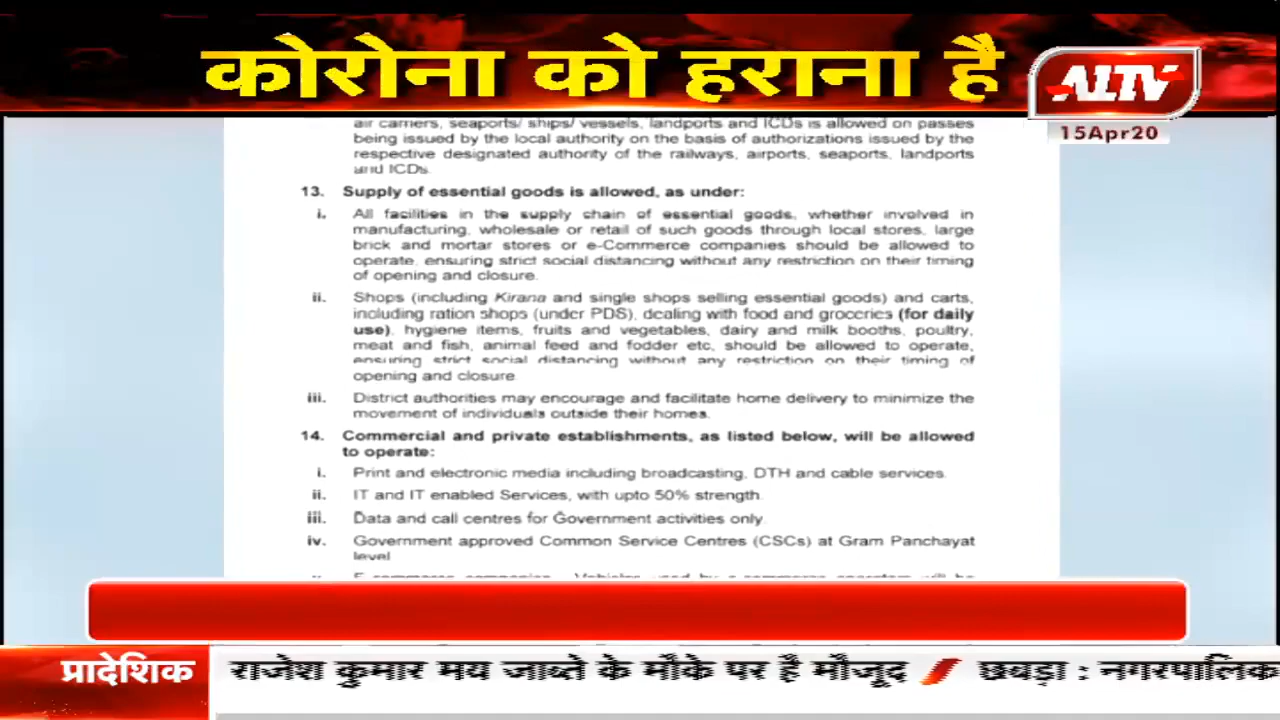 कोरोना को हराना है
ALTV
15Apr20
air carriers, seaports/ ships/ vessels, landports and ICDs is allowed on passes
being issued by the local authority on the basis of authorizations issued by the
respective designated authority of the railways, airports, seaports, landports
and ICDs.
13. Supply of essential goods is allowed, as under:
i. All facilities in the supply chain of essential goods, whether involved in
manufacturing, wholesale or retail of such goods through local stores, large
brick and mortar stores or e-Commerce companies should be allowed to
operate, ensuring strict social distancing without any restriction on their timing
of opening and closure.
ii. Shops (including Kirana and single shops selling essential goods) and carts,
including ration shops (under PDS), dealing with food and groceries (for daily
use), hygiene items, fruits and vegetables, dairy and milk booths, poultry,
meat and fish, animal feed and fodder etc, should be allowed to operate,
ensuring strict social distancing without any restriction on their timing of
opening and closure
iii. District authorities may encourage and facilitate home delivery to minimize the
movement of individuals outside their homes.
14. Commercial and private establishments, as listed below, will be allowed
to operate:
i. Print and electronic media including broadcasting, DTH and cable services.
ii. IT and IT enabled Services, with upto 50% strength.
iii. Data and call centres for Government activities only.
iv. Government approved Common Service Centres (CSCs) at Gram Panchayat
level
प्रादेशिक
राजेश कुमार मय जाब्ते के मौके पर है मौजूद / छबड़ा : नगरपालिक